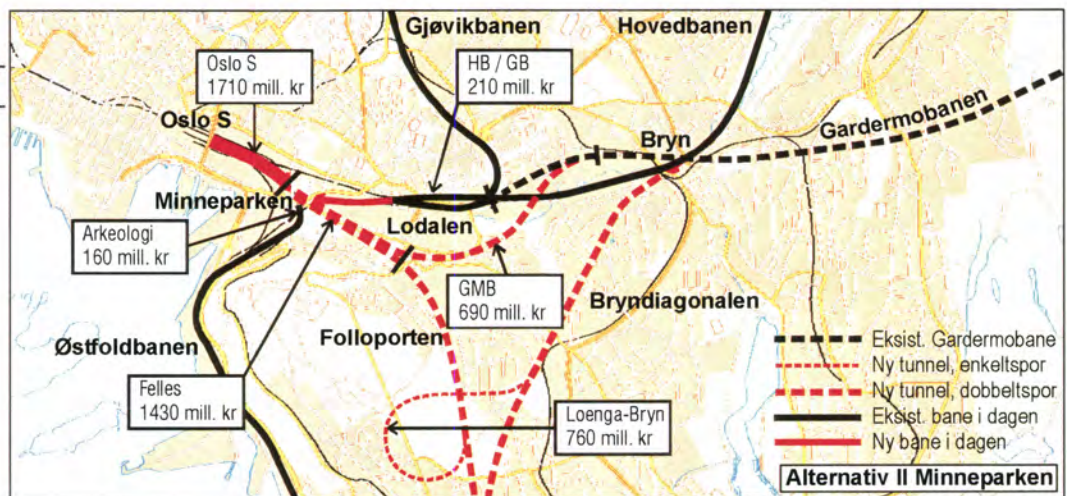 Gjøvikbanen
Hovedbanen
Oslo S
1710 mill. kr
HB / GB
210 mill. kr
Oslo S
Bryn
Gardermobanen
Minneparken
Lodalen
Arkeologi
160 mill. kr
GMB
690 mill. kr
Bryndiagonalen
Folloporten
Østfoldbanen
Felles
1430 mill. kr
Loenga-Bryn
760 mill. kr
Eksist. Gardermobane
Ny tunnel, enkeltspor
Ny tunnel, dobbeltspor
Eksist. bane i dagen
Ny bane i dagen
Alternativ II Minneparken